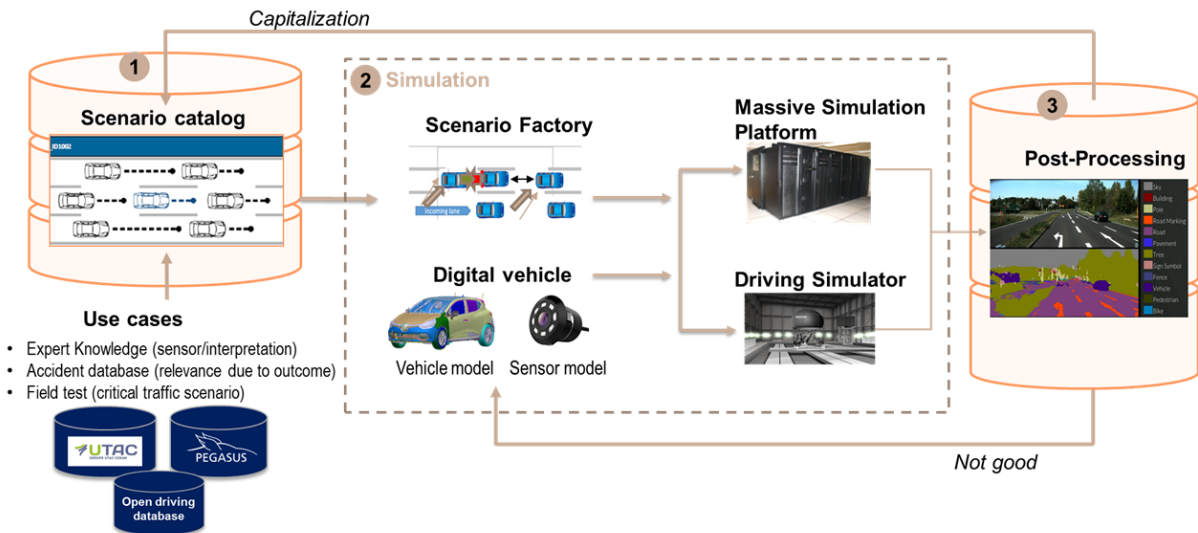 Capitalization
1
Scenario catalog
ID1002
Use cases
• Expert Knowledge (sensor/interpretation)
• Accident database (relevance due to outcome)
• Field test (critical traffic scenario)
UTAC
GROUPE UTAC CERAM
PEGASUS
Open driving
database
2 Simulation
Scenario Factory
Incoming lane
Digital vehicle
Vehicle model
Sensor model
Massive Simulation
Platform
Driving Simulator
3
Post-Processing
Sky
Building
Pole
Road Marking
Road
Pavement
Tree
Sign Symbol
Fence
Vehicle
Pedestrian
Bike
Not good